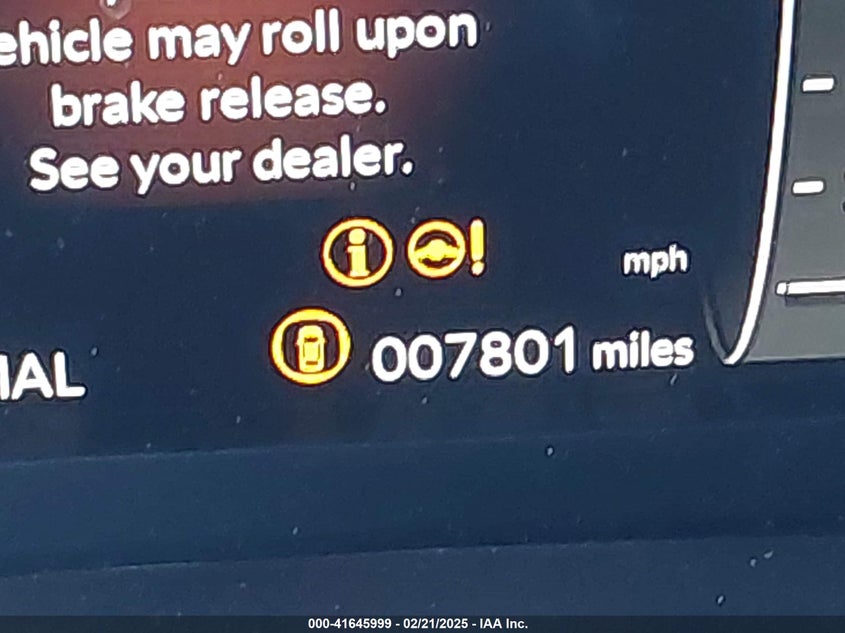 ehicle may roll upon
brake release.
See your dealer.
mph
007801 miles
IAL
000-41645999 - 02/21/2025 - IAA Inc.